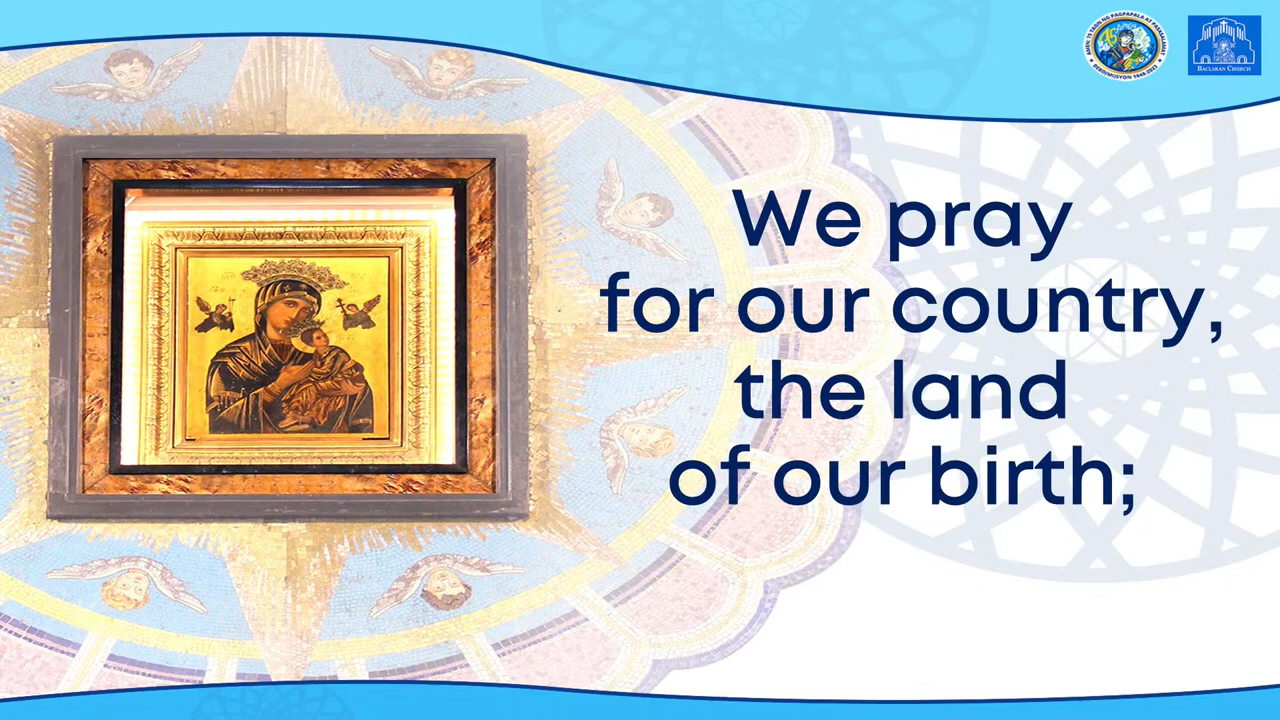 We pray
for our country,
the land
of our birth;
BACLARAN CHURCH